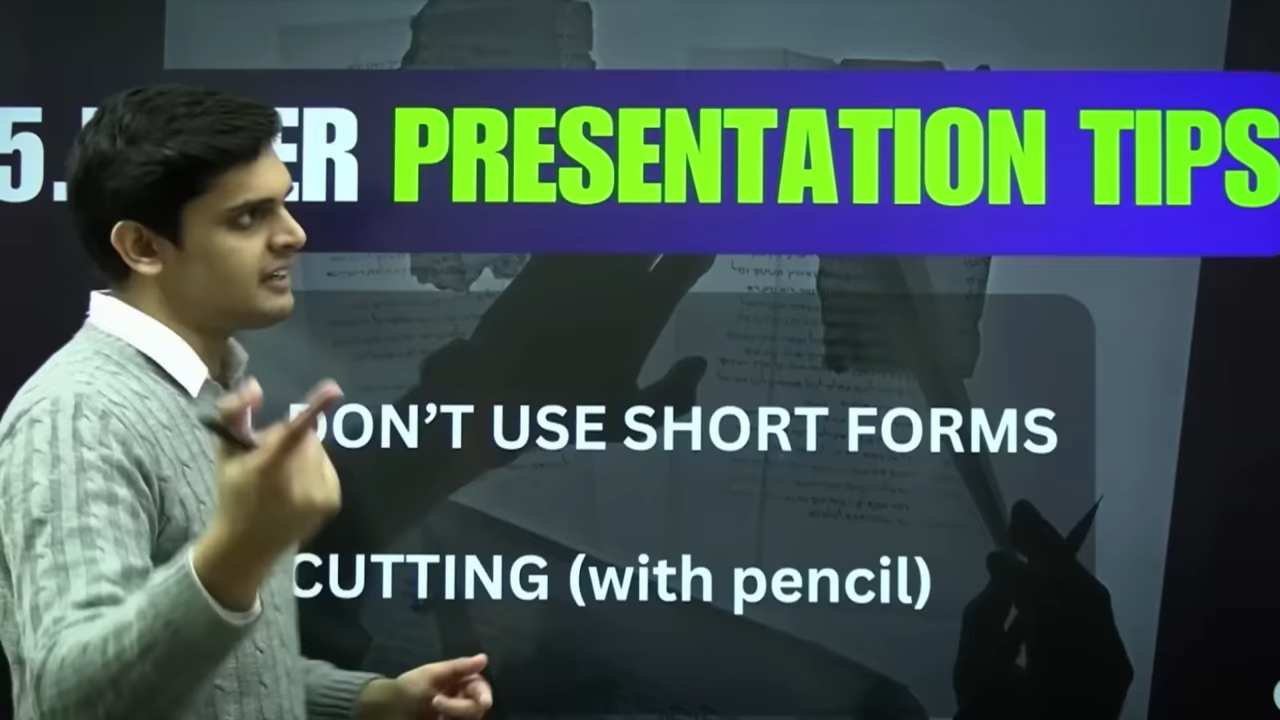 5. ER PRESENTATION TIPS
DON'T USE SHORT FORMS
CUTTING (with pencil)